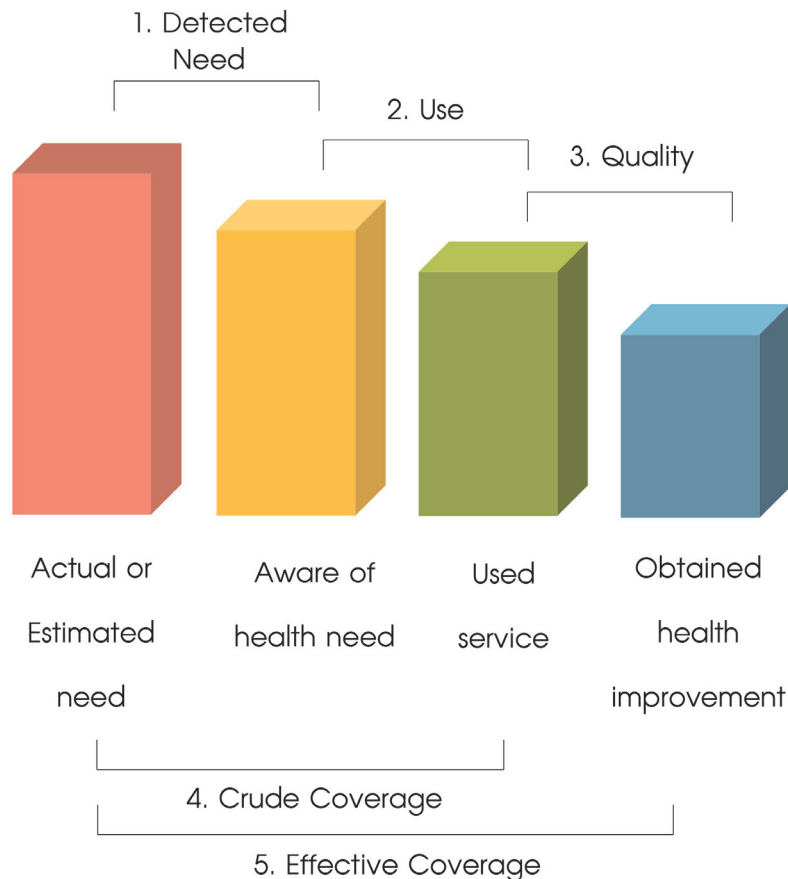 1. Detected
Need
2. Use
3. Quality
Actual or
Estimated
need
Aware of
health need
Used
service
Obtained
health
improvement
4. Crude Coverage
5. Effective Coverage